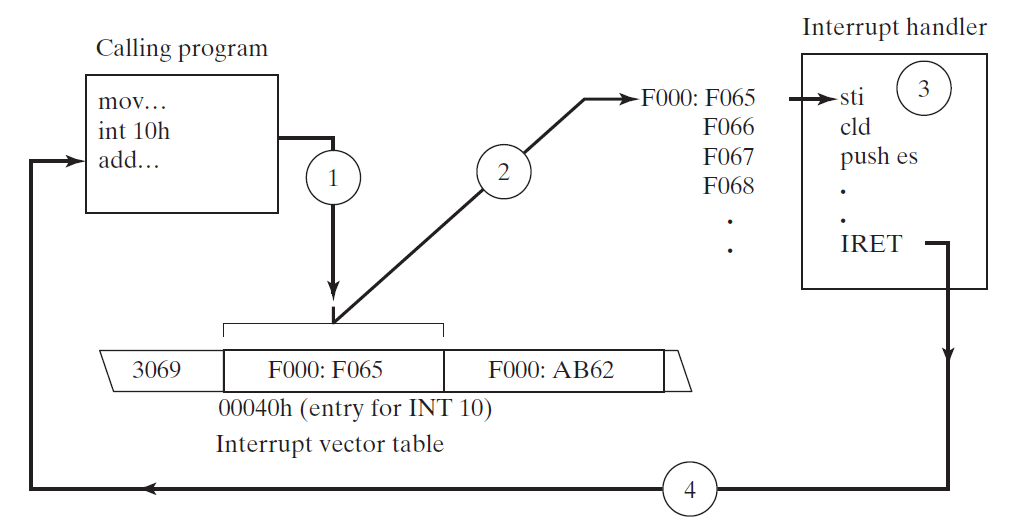 Calling program
mov...
int 10h
add...
1
2
F000: F065
F066
F067
F068
.
.
Interrupt handler
3
sti
cld
push es
.
.
IRET
3069
F000: F065
F000: AB62
00040h (entry for INT 10)
Interrupt vector table
4